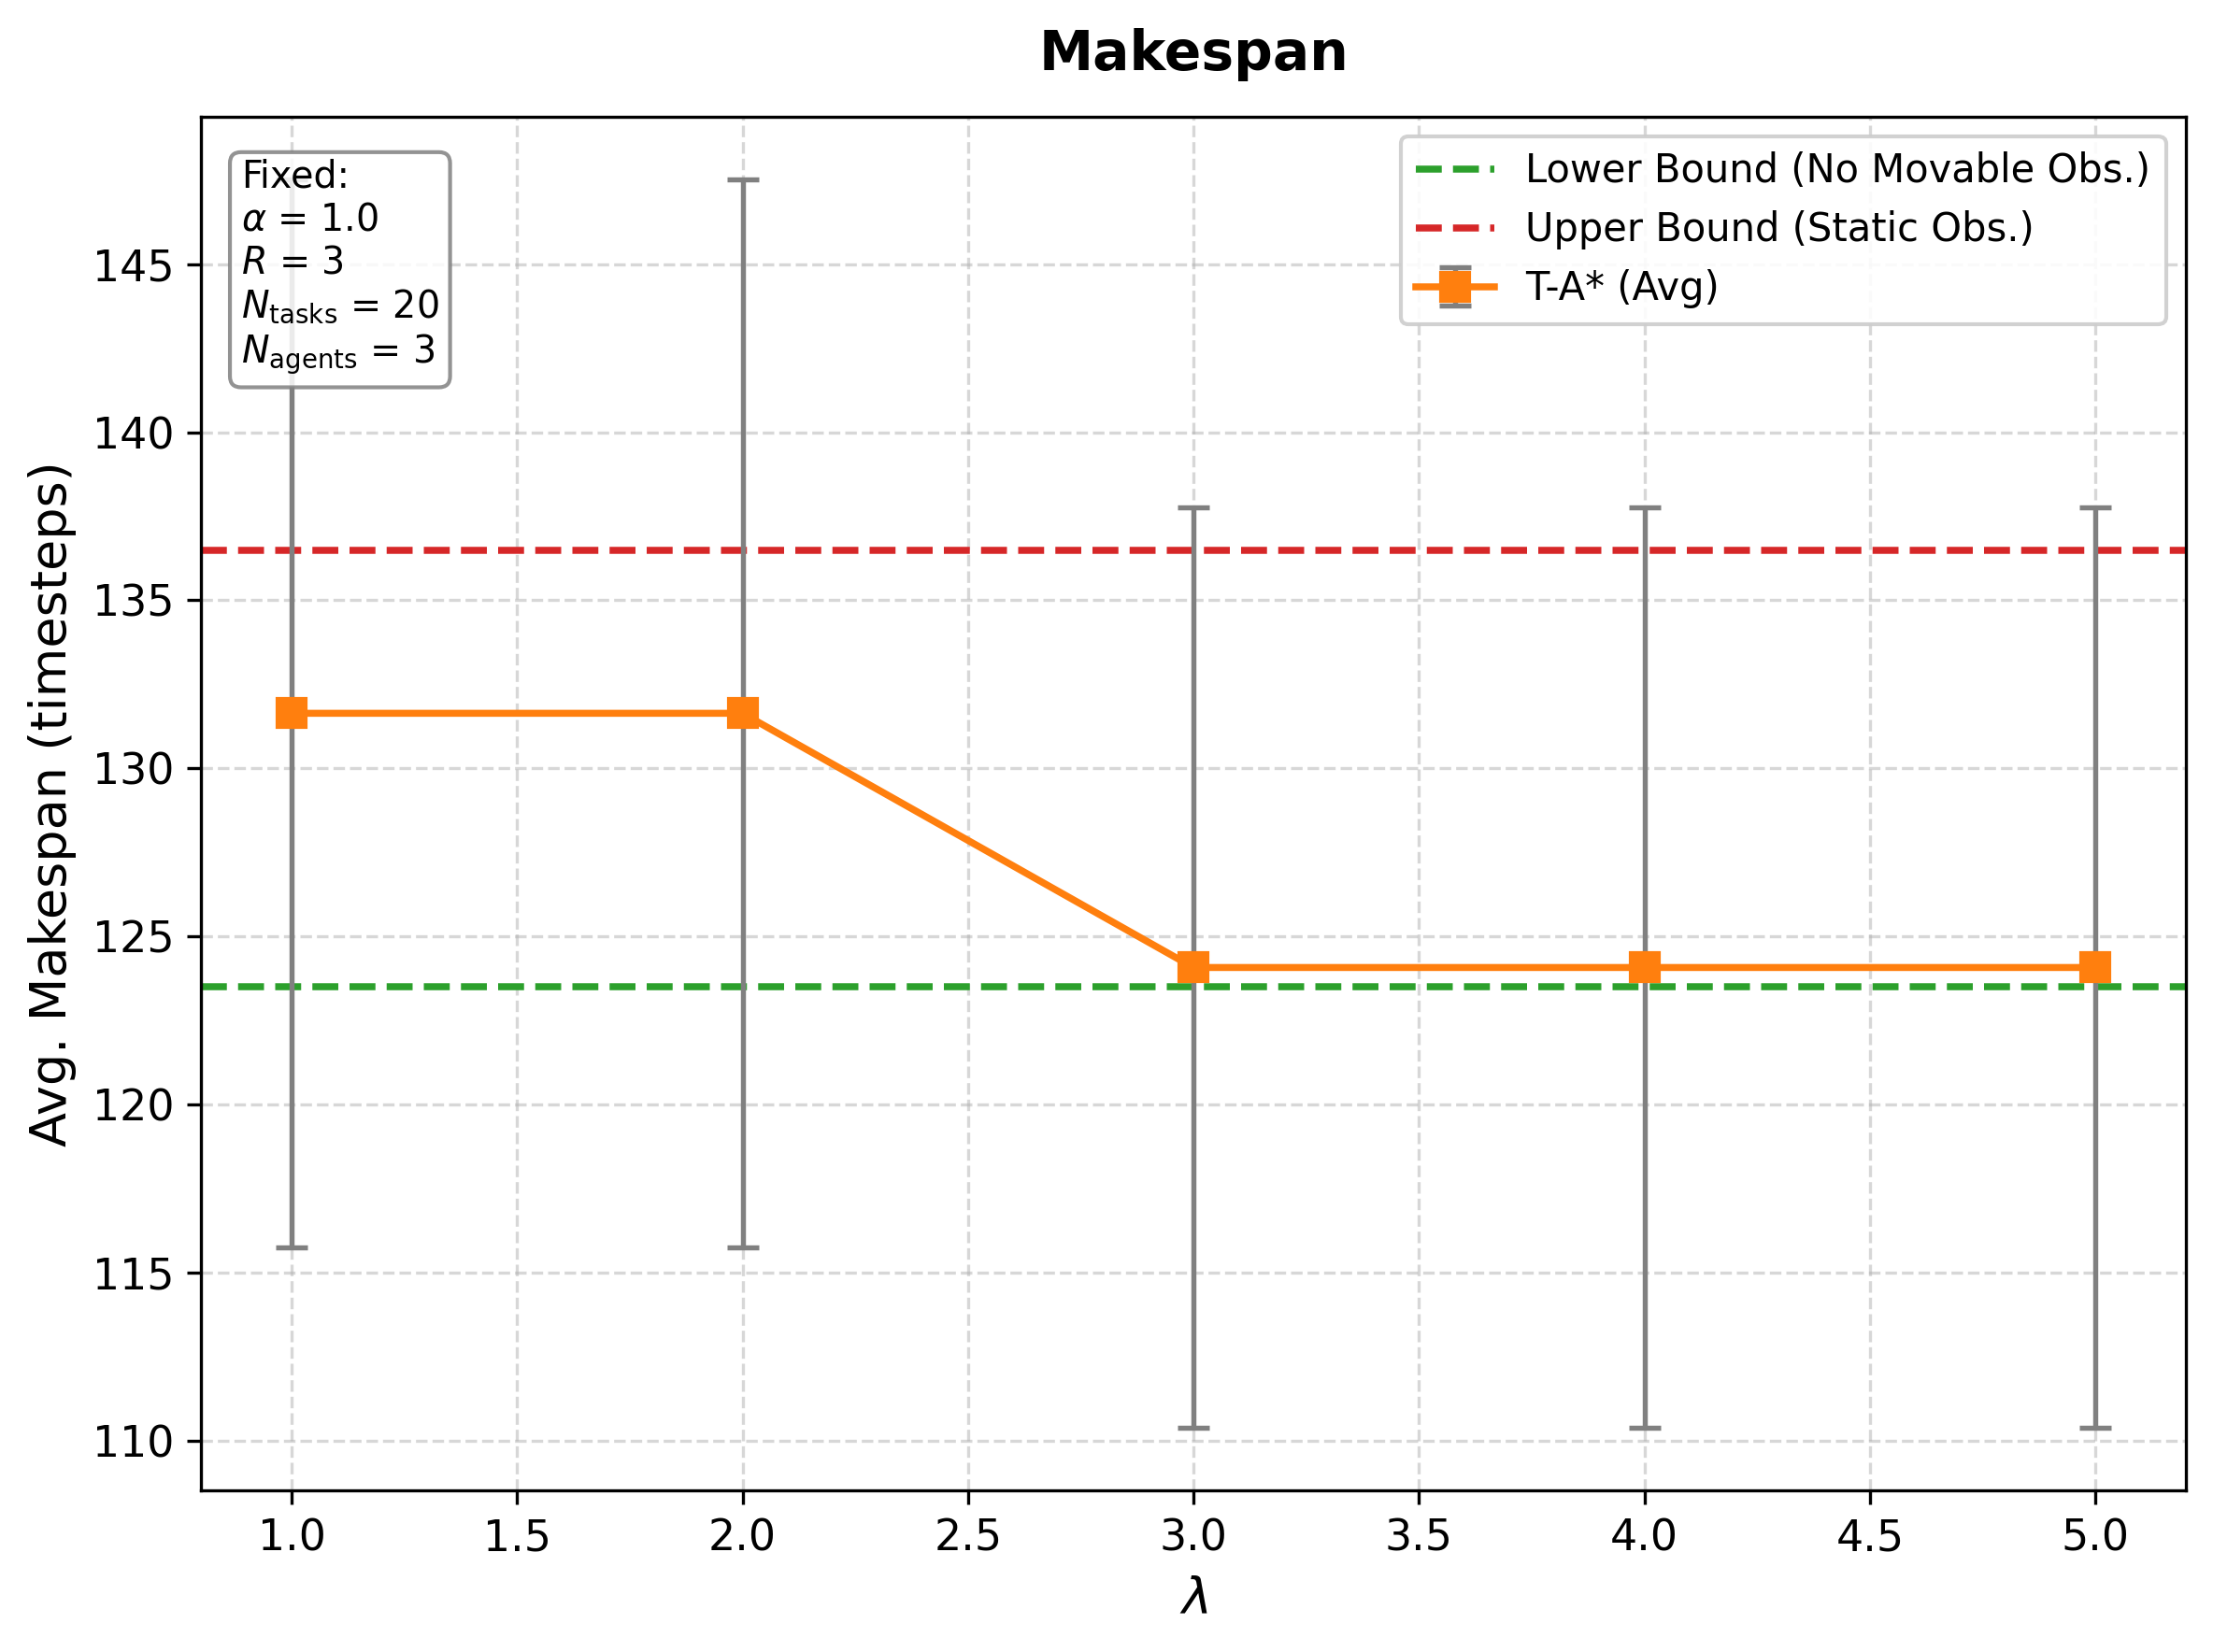 Makespan
Fixed:
α = 1.0
R = 3
N_tasks = 20
N_agents = 3
Lower Bound (No Movable Obs.)
Upper Bound (Static Obs.)
T-A* (Avg)
Avg. Makespan (timesteps)
145
140
135
130
125
120
115
110
1.0 1.5 2.0 2.5 3.0 3.5 4.0 4.5 5.0
λ